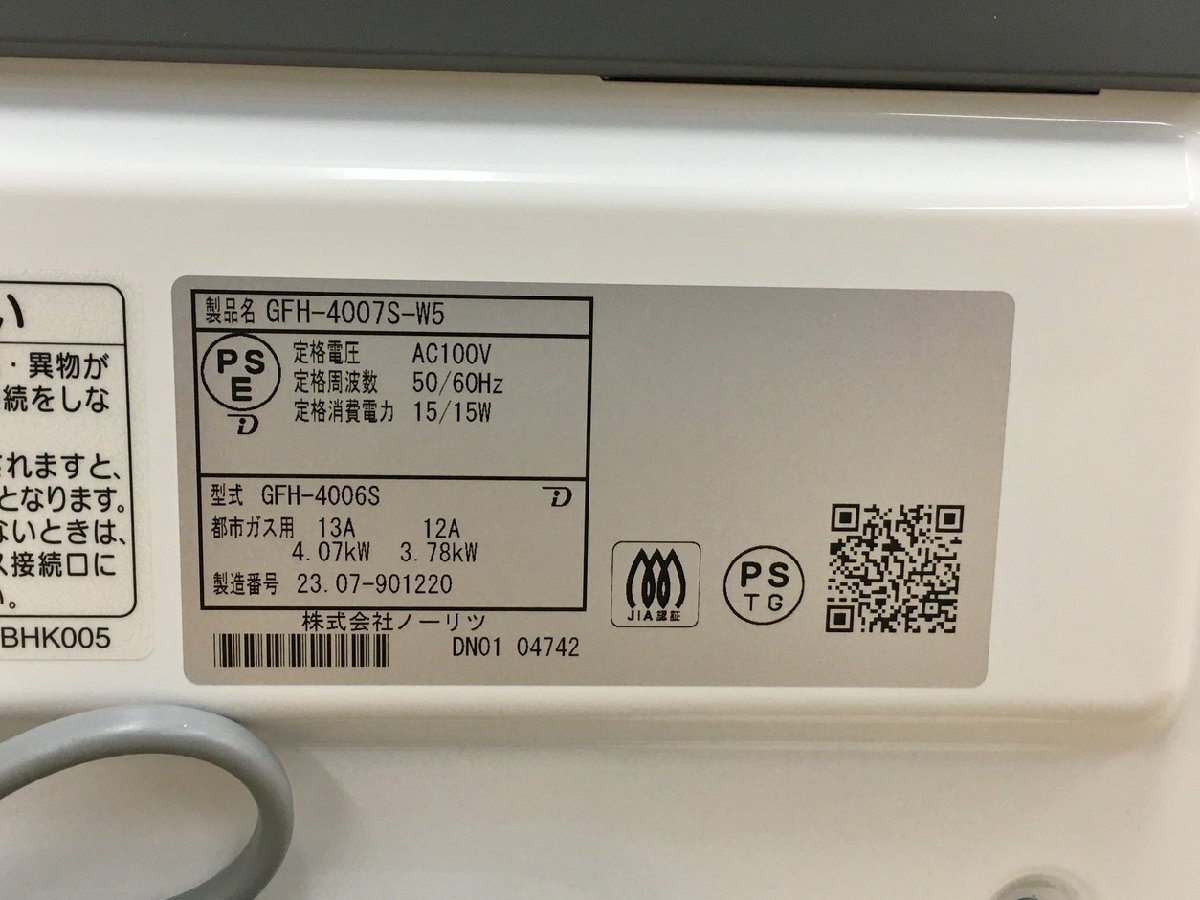 い
・異物が
続をしな
されますと、
となります。
ないときは、
ス接続口に
い。
BHK005
製品名 GFH-4007S-W5
PS
E
定格電圧 AC100V
定格周波数 50/60Hz
定格消費電力 15/15W
型式 GFH-4006S
都市ガス用 13A 12A
4.07kW 3.78kW
製造番号 23.07-901220
株式会社ノーリツ
DN01 04742
JIA認証
PS
TG